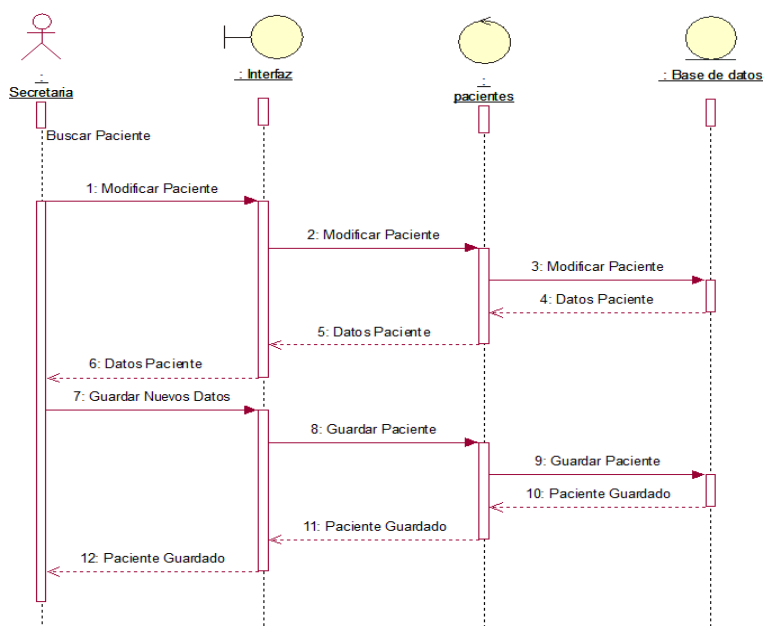 :
Secretaria
: Interfaz
:
pacientes
: Base de datos
Buscar Paciente
1: Modificar Paciente
2: Modificar Paciente
3: Modificar Paciente
4: Datos Paciente
5: Datos Paciente
6: Datos Paciente
7: Guardar Nuevos Datos
8: Guardar Paciente
9: Guardar Paciente
10: Paciente Guardado
11: Paciente Guardado
12: Paciente Guardado